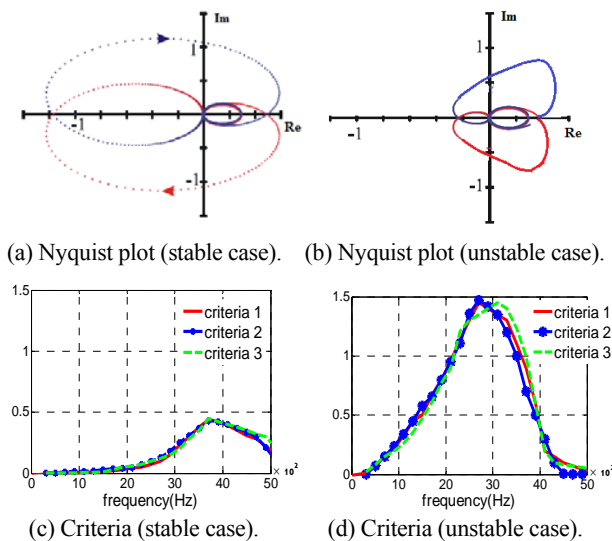 Im
1
-1
Re
-1
Im
1
-1
Re
-1
(a) Nyquist plot (stable case).
(b) Nyquist plot (unstable case).
1.5
1
0.5
0
0 10 20 30 40 50
× 10²
frequency(Hz)
criteria 1
criteria 2
criteria 3
(c) Criteria (stable case).
1.5
1
0.5
0
0 10 20 30 40 50
× 10²
frequency(Hz)
criteria 1
criteria 2
criteria 3
(d) Criteria (unstable case).